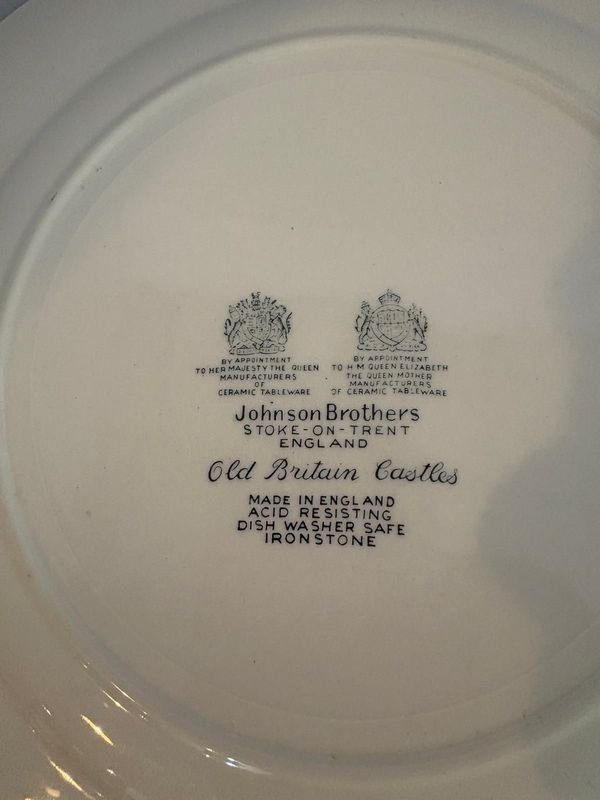 BY APPOINTMENT
TO HER MAJESTY THE QUEEN
MANUFACTURERS
OF
CERAMIC TABLEWARE
BY APPOINTMENT
TO H M QUEEN ELIZABETH
THE QUEEN MOTHER
MANUFACTURERS
OF CERAMIC TABLEWARE
Johnson Brothers
STOKE-ON-TRENT
ENGLAND
Old Britain Castles
MADE IN ENGLAND
ACID RESISTING
DISH WASHER SAFE
IRONSTONE